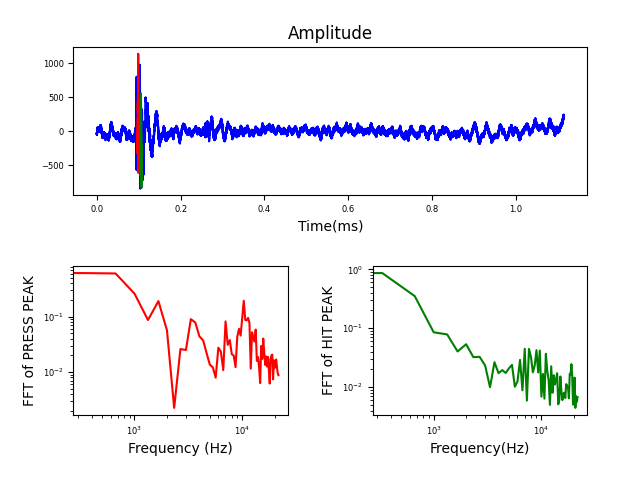 Amplitude
1000
500
0
−500
0.0 0.2 0.4 0.6 0.8 1.0
Time(ms)
FFT of PRESS PEAK
10⁻¹
10⁻²
10³ 10⁴
Frequency (Hz)
FFT of HIT PEAK
10⁰
10⁻¹
10⁻²
10³ 10⁴
Frequency(Hz)